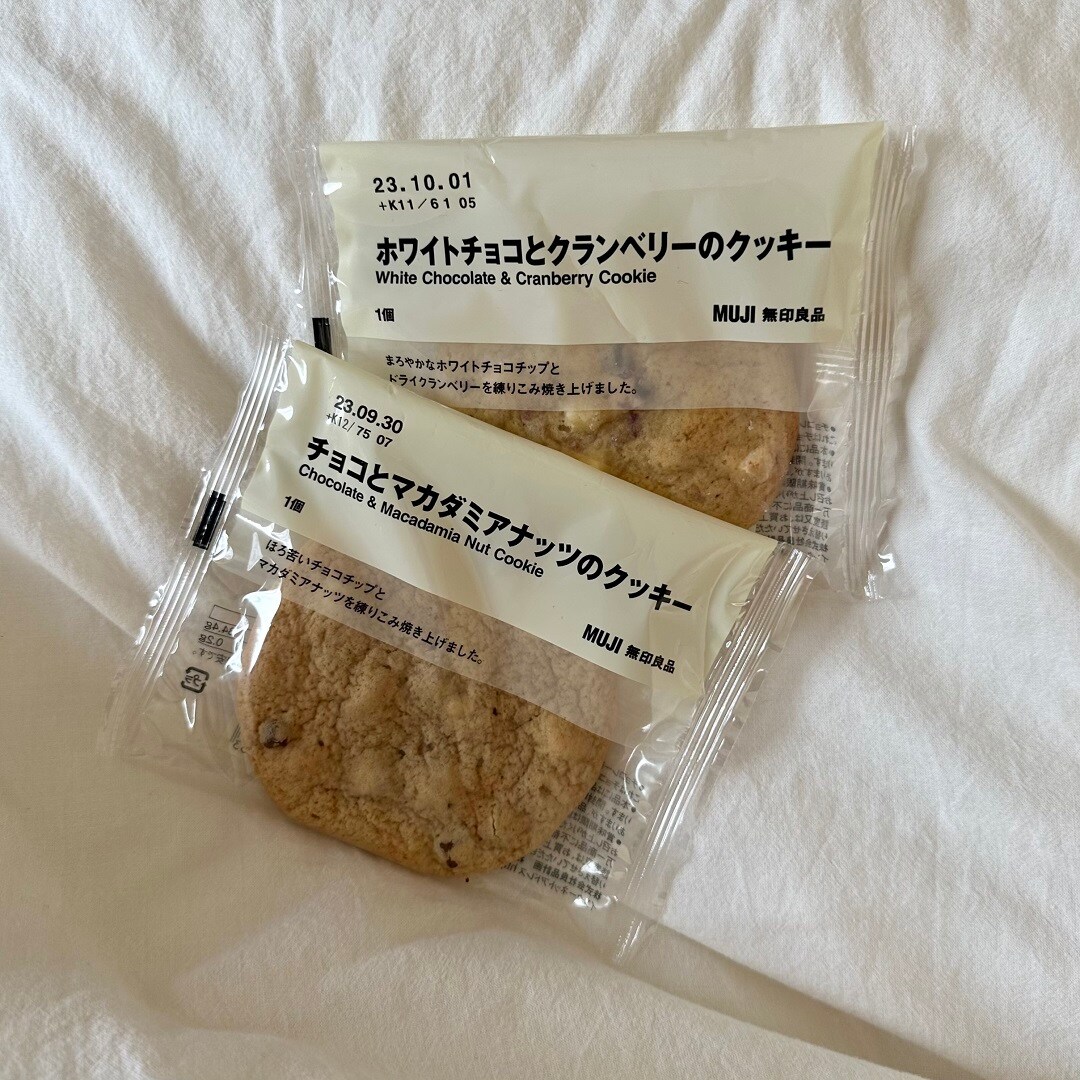 23.10.01
+K11/61 05
ホワイトチョコとクランベリーのクッキー
White Chocolate & Cranberry Cookie
1個
MUJI 無印良品
まろやかなホワイトチョコチップと
ドライクランベリーを練りこみ焼き上げました。
23.09.30
+K12/75 07
チョコとマカダミアナッツのクッキー
Chocolate & Macadamia Nut Cookie
1個
ほろ苦いチョコチップと
マカダミアナッツを練りこみ焼き上げました。
MUJI 無印良品
プラ